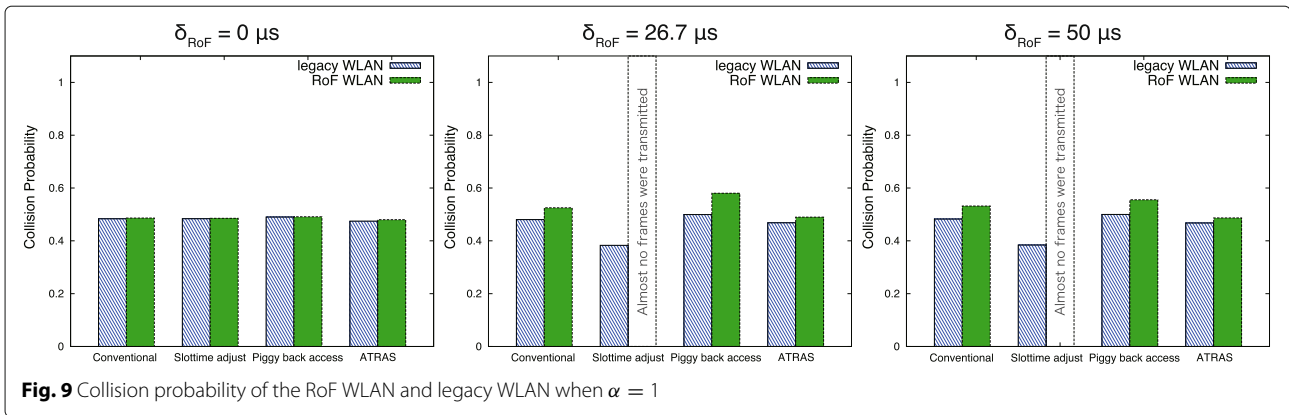 δRoF = 0 µs
legacy WLAN
RoF WLAN
Collision Probability
1
0.8
0.6
0.4
0.2
0
Conventional Slottime adjust Piggy back access ATRAS
δRoF = 26.7 µs
legacy WLAN
RoF WLAN
Collision Probability
1
0.8
0.6
0.4
0.2
0
Almost no frames were transmitted
Conventional Slottime adjust Piggy back access ATRAS
δRoF = 50 µs
legacy WLAN
RoF WLAN
Collision Probability
1
0.8
0.6
0.4
0.2
0
Almost no frames were transmitted
Conventional Slottime adjust Piggy back access ATRAS
Fig. 9 Collision probability of the RoF WLAN and legacy WLAN when α = 1